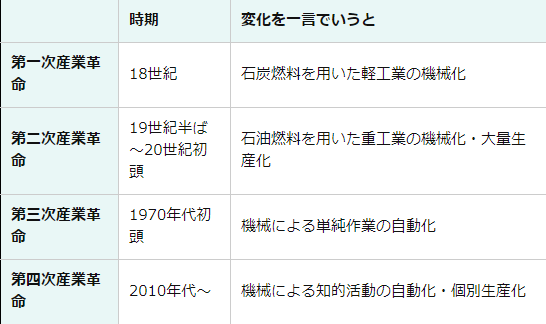 時期 変化を一言でいうと
第一次産業革
命
18世紀
石炭燃料を用いた軽工業の機械化
第二次産業革
命
19世紀半ば
～20世紀初
頭
石油燃料を用いた重工業の機械化・大量生
産化
第三次産業革
命
1970年代初
頭
機械による単純作業の自動化
第四次産業革
命
2010年代～
機械による知的活動の自動化・個別生産化